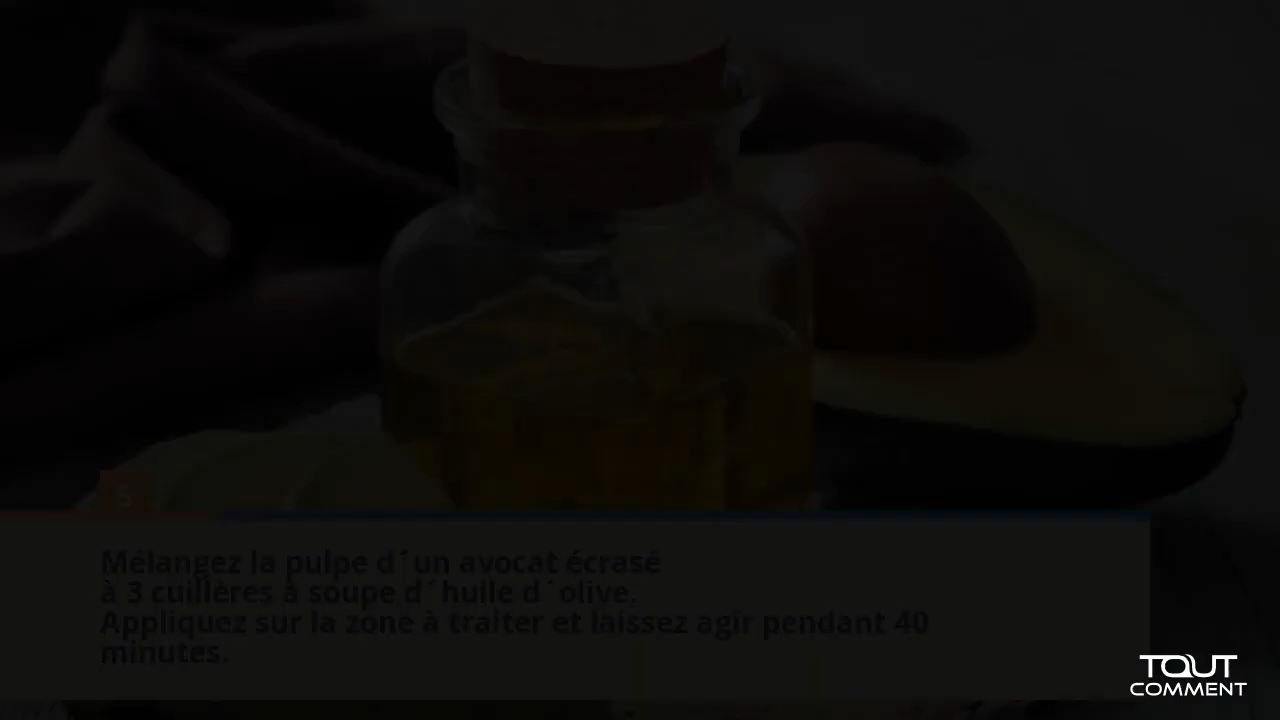 5
Mélangez la pulpe d´un avocat écrasé
à 3 cuillères à soupe d´huile d´olive.
Appliquez sur la zone à traiter et laissez agir pendant 40
minutes.
TOUT
COMMENT